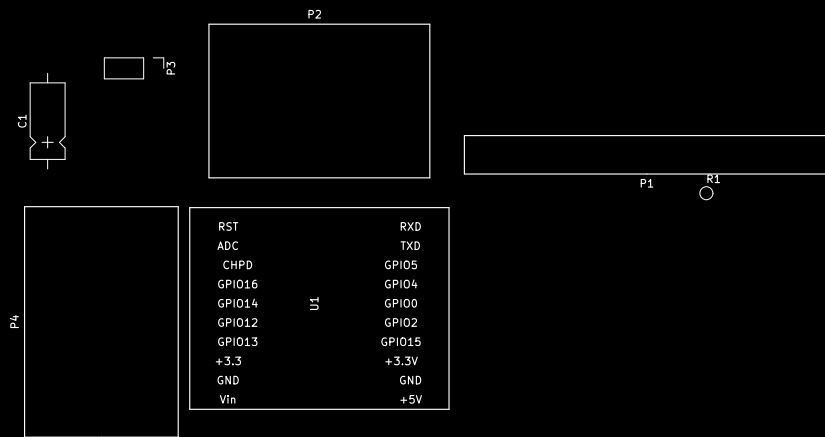 P2
P3
C1
P1
R1
RST RXD
ADC TXD
CHPD GPIO5
GPIO16 GPIO4
GPIO14 GPIO0
U1
GPIO12 GPIO2
P4
GPIO13 GPIO15
+3.3 +3.3V
GND GND
Vin +5V